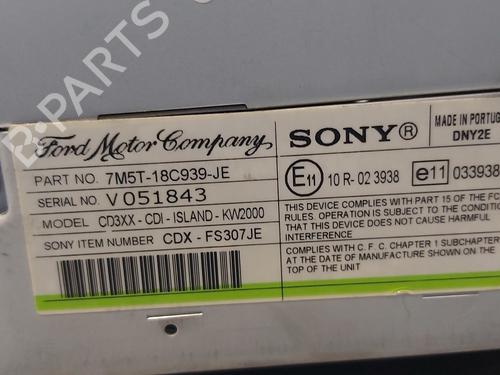 B-PARTS
Ford Motor Company
PART NO. 7M5T-18C939-JE
SERIAL NO. V051843
MODEL CD3XX - CDI - ISLAND - KW2000
SONY ITEM NUMBER CDX - FS307JE
SONY®
MADE IN PORTU
DNY2E
E11 10 R- 02 3938
e11 033938
THIS DEVICE COMPLIES WITH PART 15 OF THE FC
RULES. OPERATION IS SUBJECT TO THE CONDITION
THAT THIS DEVICE DOES NOT CAUSE HARMFUL
INTERFERENCE
COMPLIES WITH C. F. C. CHAPTER 1 SUBCHAPTER
AT THE DATE OF MANUFACTURE SHOWN ON THE
TOP OF THE UNIT